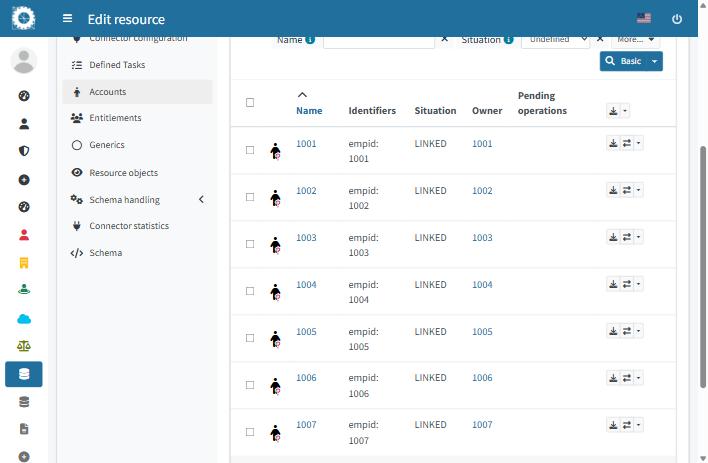 Edit resource
Connector configuration
Defined Tasks
Accounts
Entitlements
Generics
Resource objects
Schema handling
Connector statistics
Schema
Name
Situation
Undefined
More...
Basic
Name Identifiers Situation Owner Pending operations
1001 empid: 1001 LINKED 1001
1002 empid: 1002 LINKED 1002
1003 empid: 1003 LINKED 1003
1004 empid: 1004 LINKED 1004
1005 empid: 1005 LINKED 1005
1006 empid: 1006 LINKED 1006
1007 empid: 1007 LINKED 1007